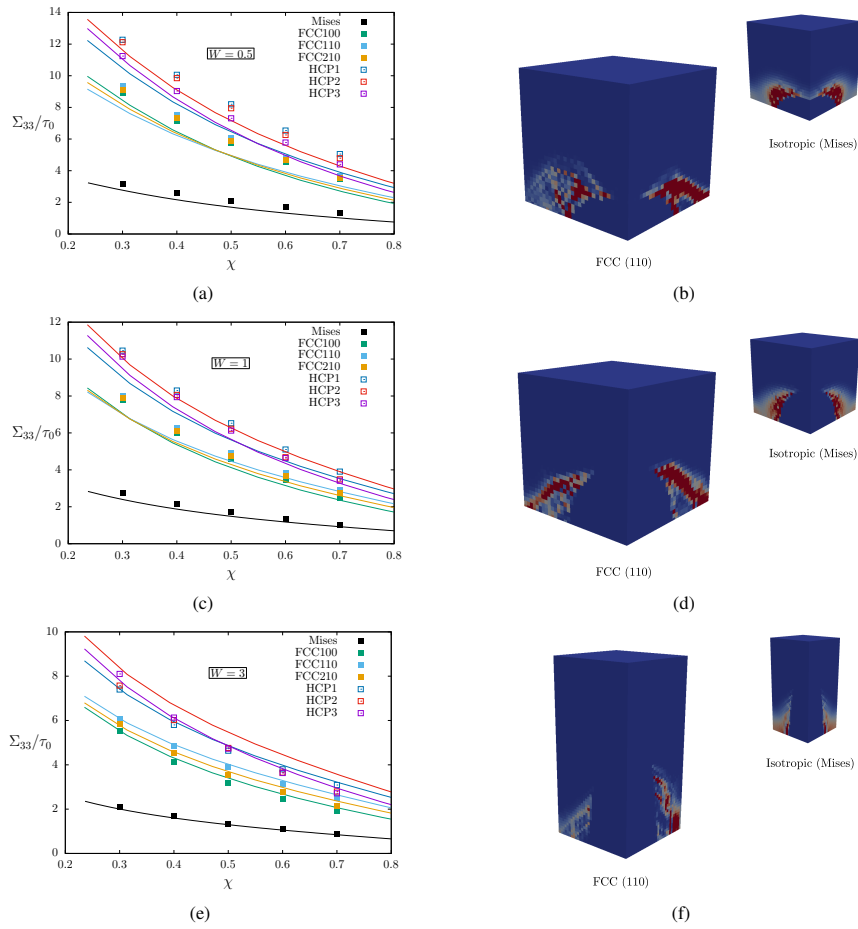 14
12
10
8
6
4
2
0
Σ33/τ0
W = 0.5
Mises
FCC100
FCC110
FCC210
HCP1
HCP2
HCP3
0.2 0.3 0.4 0.5 0.6 0.7 0.8
χ
(a)
Isotropic (Mises)
FCC (110)
(b)
12
10
8
6
4
2
0
Σ33/τ0
W = 1
Mises
FCC100
FCC110
FCC210
HCP1
HCP2
HCP3
0.2 0.3 0.4 0.5 0.6 0.7 0.8
χ
(c)
Isotropic (Mises)
FCC (110)
(d)
10
8
6
4
2
0
Σ33/τ0
W = 3
Mises
FCC100
FCC110
FCC210
HCP1
HCP2
HCP3
0.2 0.3 0.4 0.5 0.6 0.7 0.8
χ
(e)
Isotropic (Mises)
FCC (110)
(f)